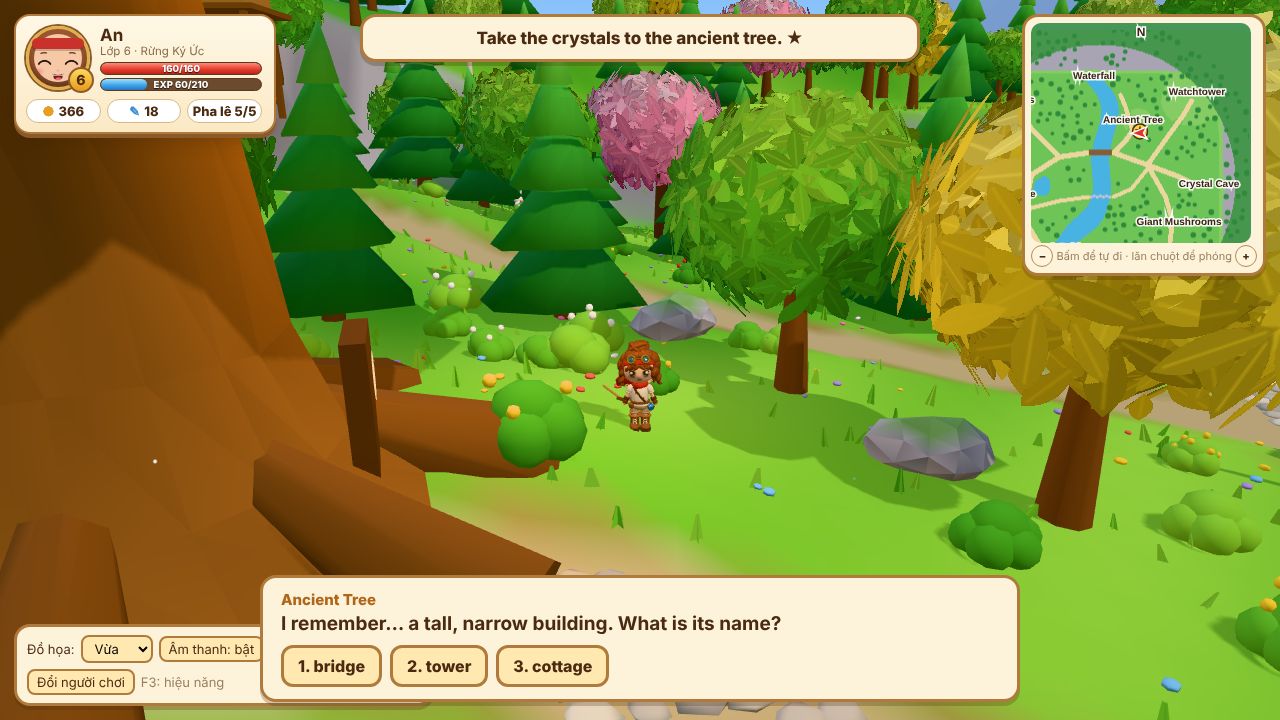 An
Lớp 6 · Rừng Ký Ức
160/160
EXP 60/210
6
366
18
Pha lê 5/5
Take the crystals to the ancient tree. ★
N
Waterfall
Watchtower
s
Ancient Tree
Crystal Cave
e
Giant Mushrooms
− Bấm để tự đi · lăn chuột để phóng +
Ancient Tree
I remember... a tall, narrow building. What is its name?
1. bridge
2. tower
3. cottage
Đồ họa: Vừa Âm thanh: bật
Đổi người chơi F3: hiệu năng